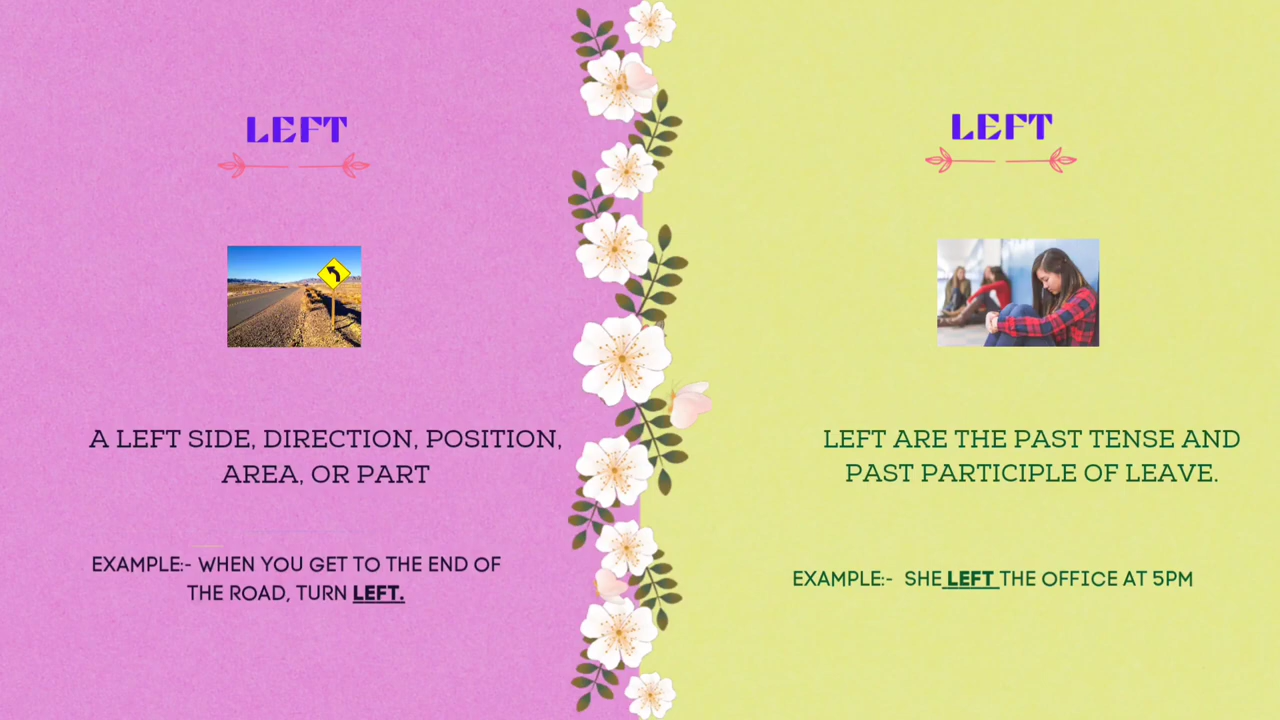 LEFT
A LEFT SIDE, DIRECTION, POSITION,
AREA, OR PART
EXAMPLE:- WHEN YOU GET TO THE END OF
THE ROAD, TURN LEFT.
LEFT
LEFT ARE THE PAST TENSE AND
PAST PARTICIPLE OF LEAVE.
EXAMPLE:- SHE LEFT THE OFFICE AT 5PM